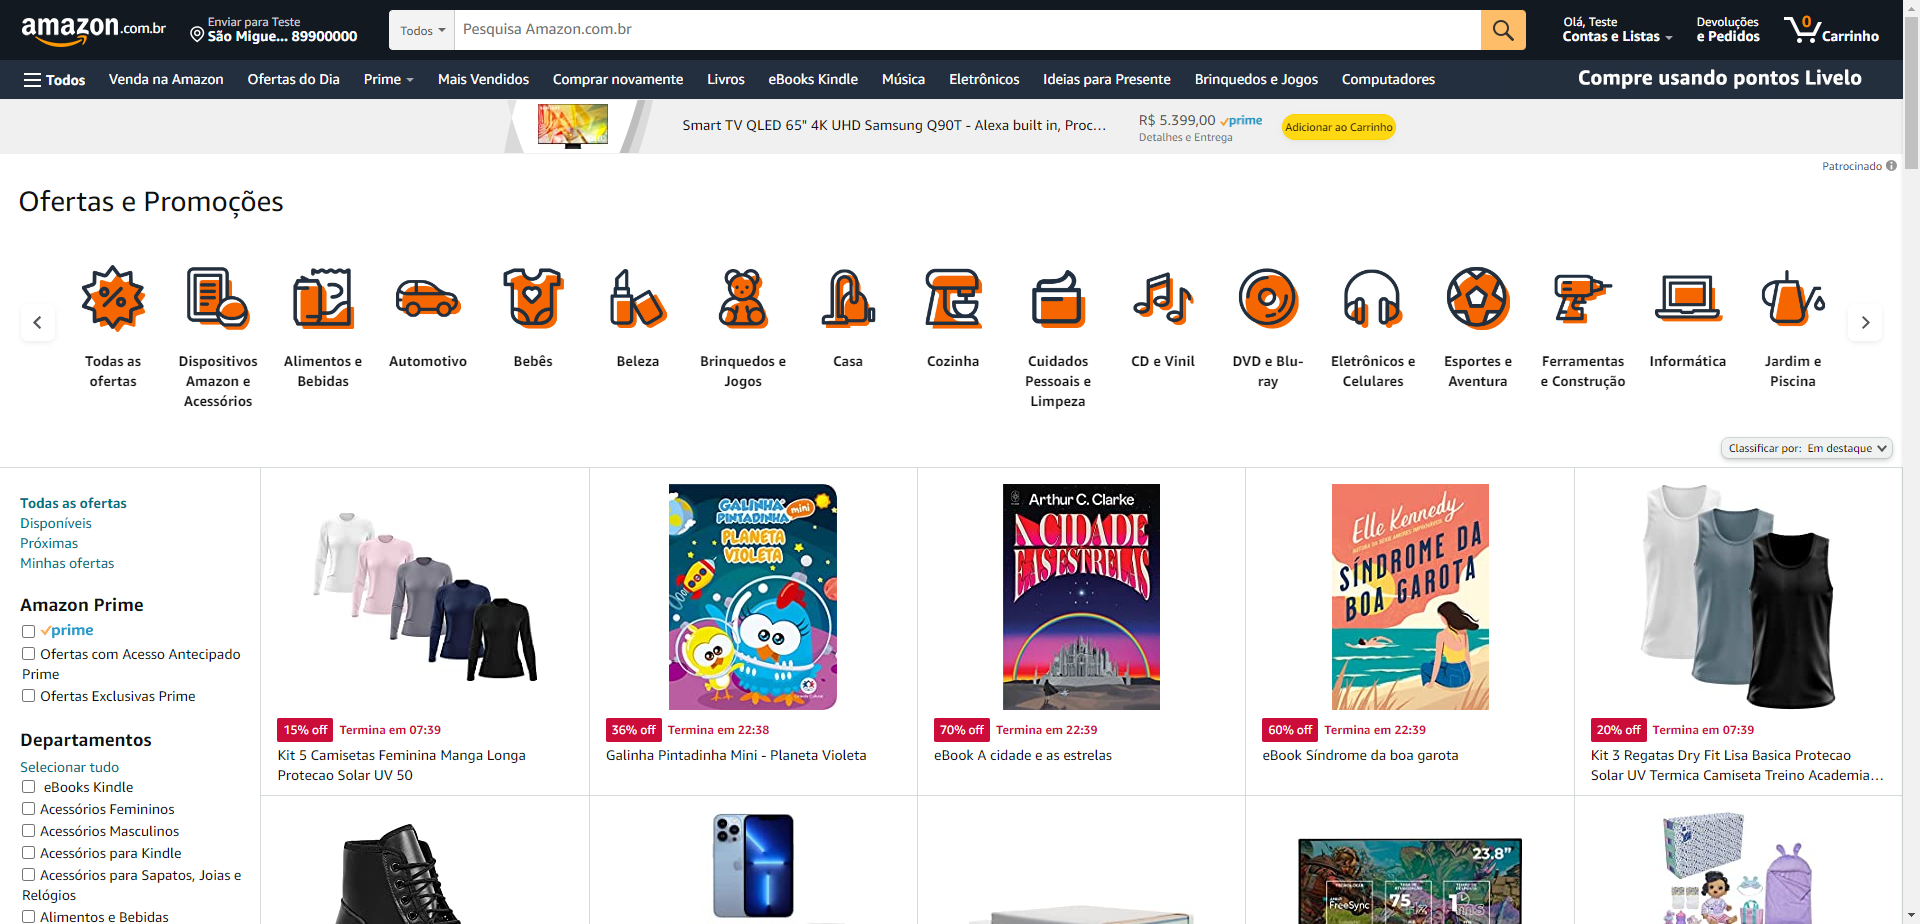 amazon.com.br
Enviar para Teste
São Migue... 89900000
Todos
Pesquisa Amazon.com.br
Olá, Teste
Contas e Listas
Devoluções
e Pedidos
0
Carrinho
Todos
Venda na Amazon
Ofertas do Dia
Prime
Mais Vendidos
Comprar novamente
Livros
eBooks Kindle
Música
Eletrônicos
Ideias para Presente
Brinquedos e Jogos
Computadores
Compre usando pontos Livelo
Smart TV QLED 65" 4K UHD Samsung Q90T - Alexa built in, Proc...
R$ 5.399,00 prime
Detalhes e Entrega
Adicionar ao Carrinho
Patrocinado
Ofertas e Promoções
Todas as
ofertas
Dispositivos
Amazon e
Acessórios
Alimentos e
Bebidas
Automotivo
Bebês
Beleza
Brinquedos e
Jogos
Casa
Cozinha
Cuidados
Pessoais e
Limpeza
CD e Vinil
DVD e Blu-
ray
Eletrônicos e
Celulares
Esportes e
Aventura
Ferramentas
e Construção
Informática
Jardim e
Piscina
Classificar por: Em destaque
Todas as ofertas
Disponíveis
Próximas
Minhas ofertas
Amazon Prime
prime
Ofertas com Acesso Antecipado
Prime
Ofertas Exclusivas Prime
Departamentos
Selecionar tudo
eBooks Kindle
Acessórios Femininos
Acessórios Masculinos
Acessórios para Kindle
Acessórios para Sapatos, Joias e
Relógios
Alimentos e Bebidas
15% off
Termina em 07:39
Kit 5 Camisetas Feminina Manga Longa
Protecao Solar UV 50
GALINHA
PINTADINHA
mini
PLANETA
VIOLETA
36% off
Termina em 22:38
Galinha Pintadinha Mini - Planeta Violeta
Arthur C. Clarke
A CIDADE
E AS ESTRELAS
70% off
Termina em 22:39
eBook A cidade e as estrelas
Elle Kennedy
SÍNDROME DA
BOA GAROTA
60% off
Termina em 22:39
eBook Síndrome da boa garota
20% off
Termina em 07:39
Kit 3 Regatas Dry Fit Lisa Basica Protecao
Solar UV Termica Camiseta Treino Academia...
23.8"
FreeSync
75Hz
1ms